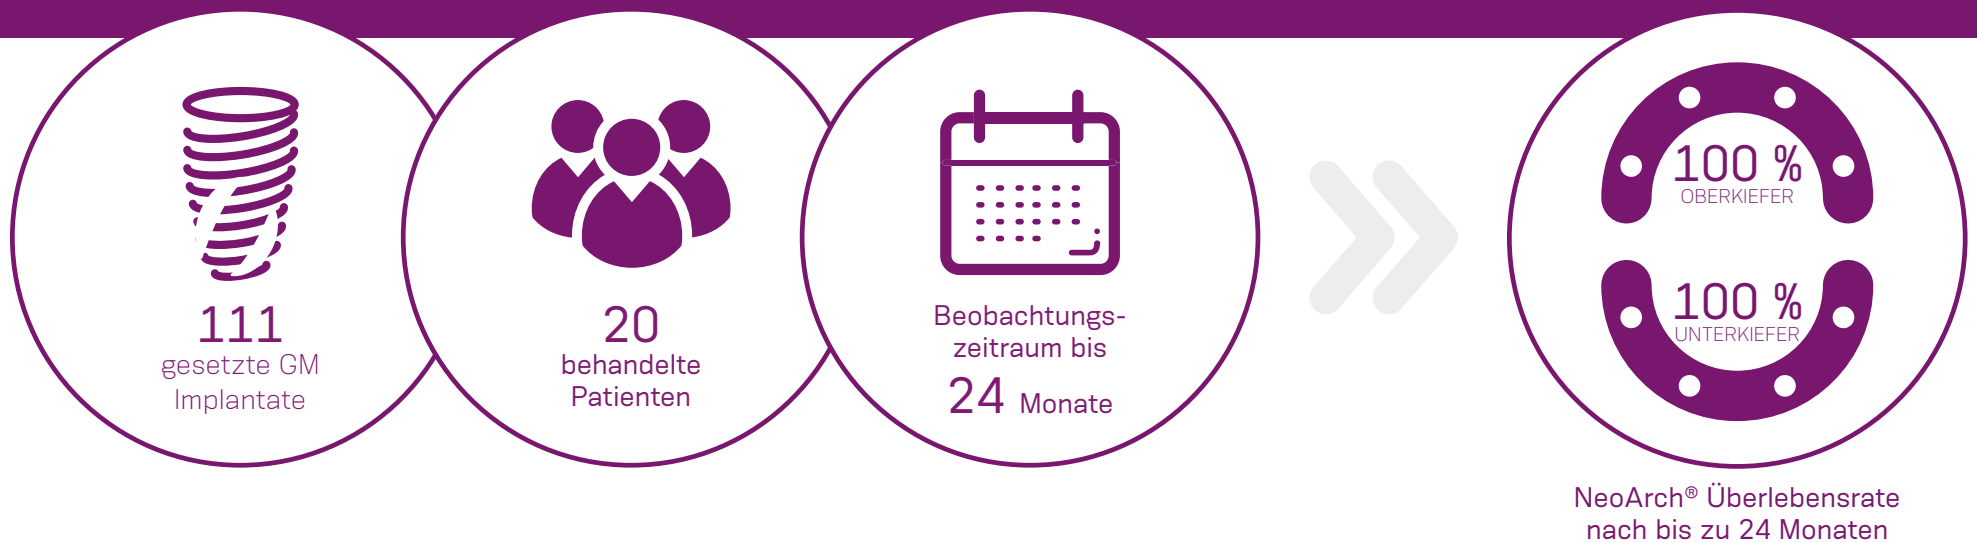 111
gesetzte GM
Implantate
20
behandelte
Patienten
Beobachtungs-
zeitraum bis
24 Monate
100 %
OBERKIEFER
100 %
UNTERKIEFER
NeoArch® Überlebensrate
nach bis zu 24 Monaten